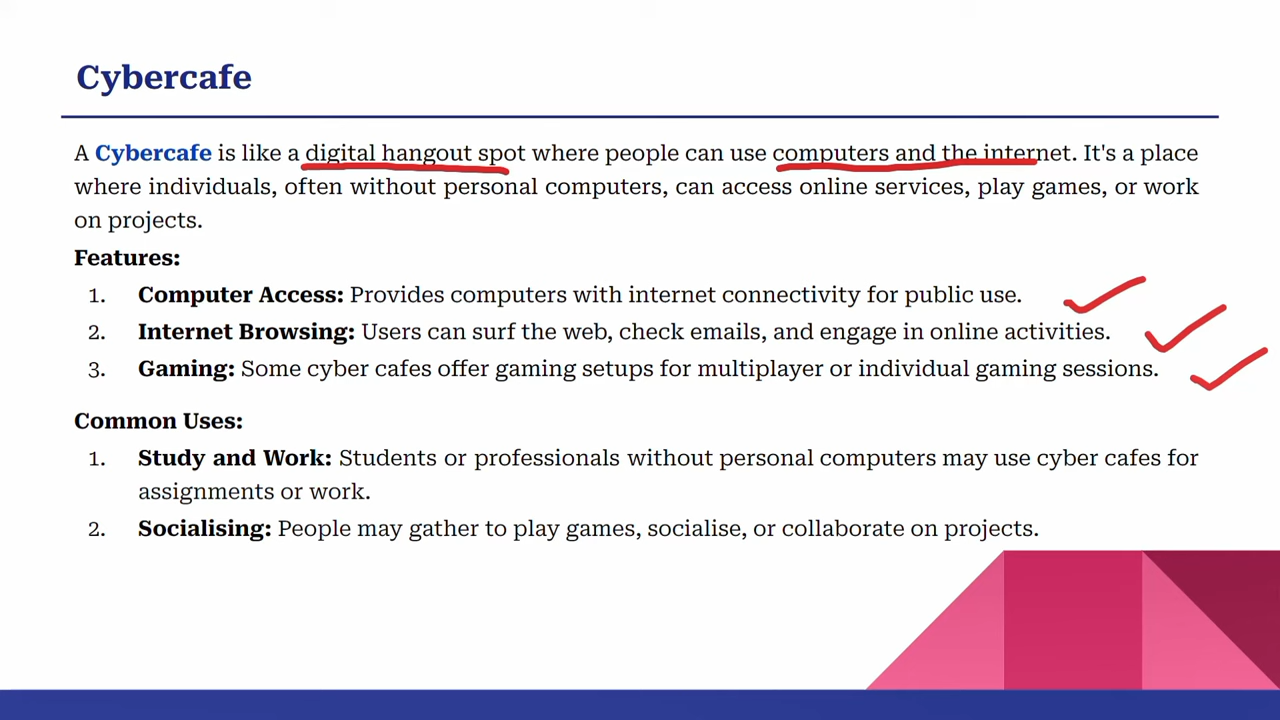 Cybercafe
A Cybercafe is like a digital hangout spot where people can use computers and the internet. It's a place
where individuals, often without personal computers, can access online services, play games, or work
on projects.
Features:
1. Computer Access: Provides computers with internet connectivity for public use.
2. Internet Browsing: Users can surf the web, check emails, and engage in online activities.
3. Gaming: Some cyber cafes offer gaming setups for multiplayer or individual gaming sessions.
Common Uses:
1. Study and Work: Students or professionals without personal computers may use cyber cafes for
assignments or work.
2. Socialising: People may gather to play games, socialise, or collaborate on projects.